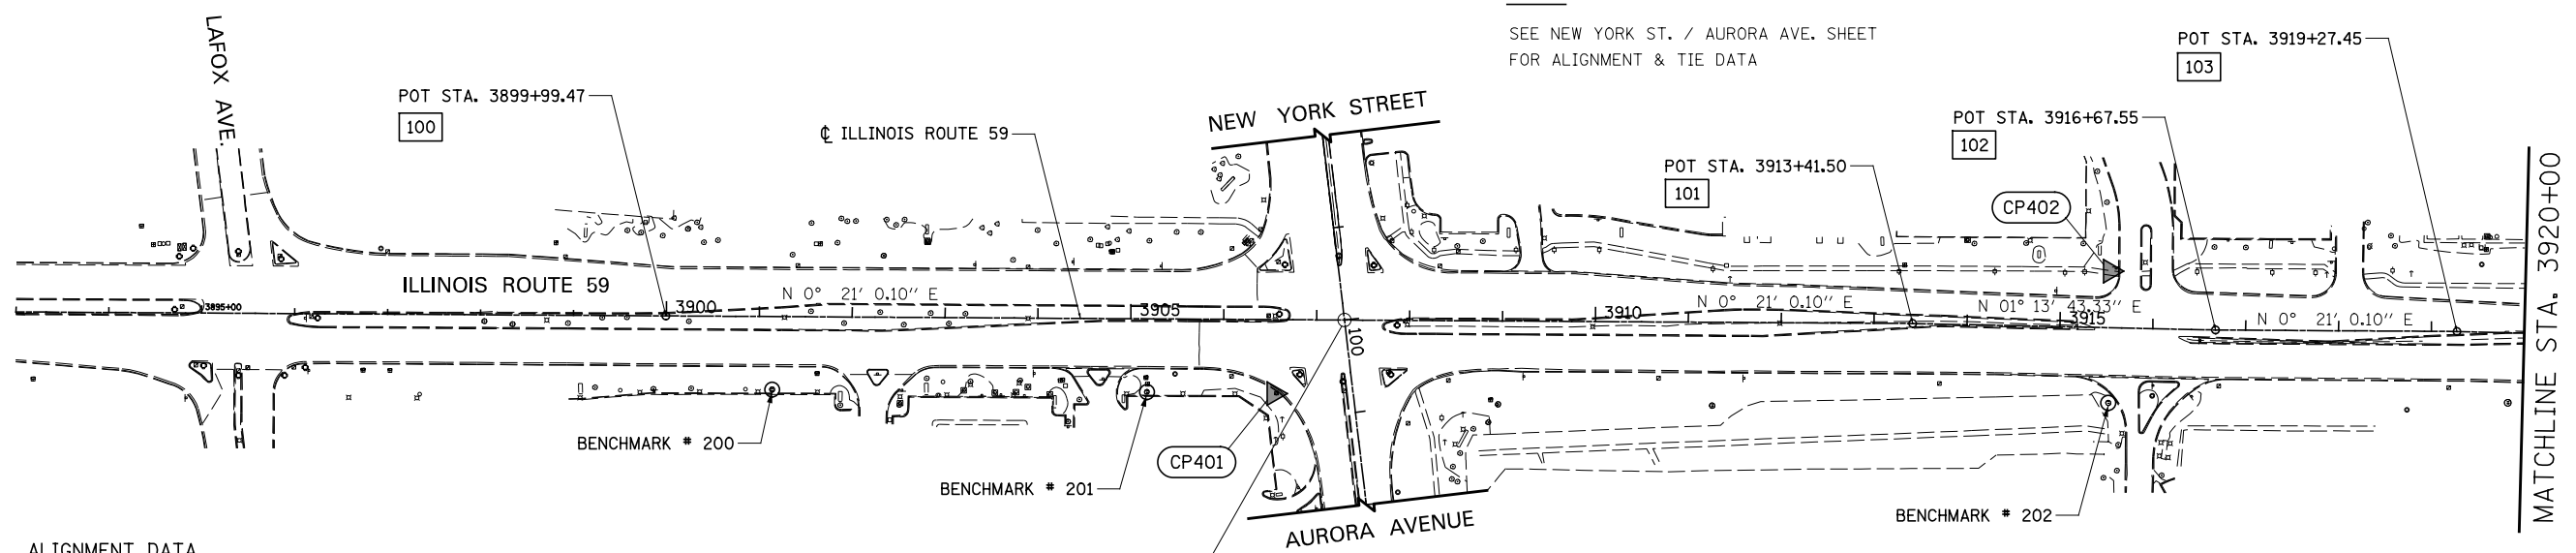 SEE NEW YORK ST. / AURORA AVE. SHEET
FOR ALIGNMENT & TIE DATA
LAFOX AVE.
POT STA. 3899+99.47
100
℄ ILLINOIS ROUTE 59
NEW YORK STREET
POT STA. 3913+41.50
101
POT STA. 3916+67.55
102
POT STA. 3919+27.45
103
CP402
MATCHLINE STA. 3920+00
ILLINOIS ROUTE 59
3895+00
3900
N 0° 21' 0.10" E
3905
100
3910
N 0° 21' 0.10" E
N 01° 13' 43.33" E
3915
N 0° 21' 0.10" E
BENCHMARK # 200
BENCHMARK # 201
CP401
AURORA AVENUE
BENCHMARK # 202
ALIGNMENT DATA